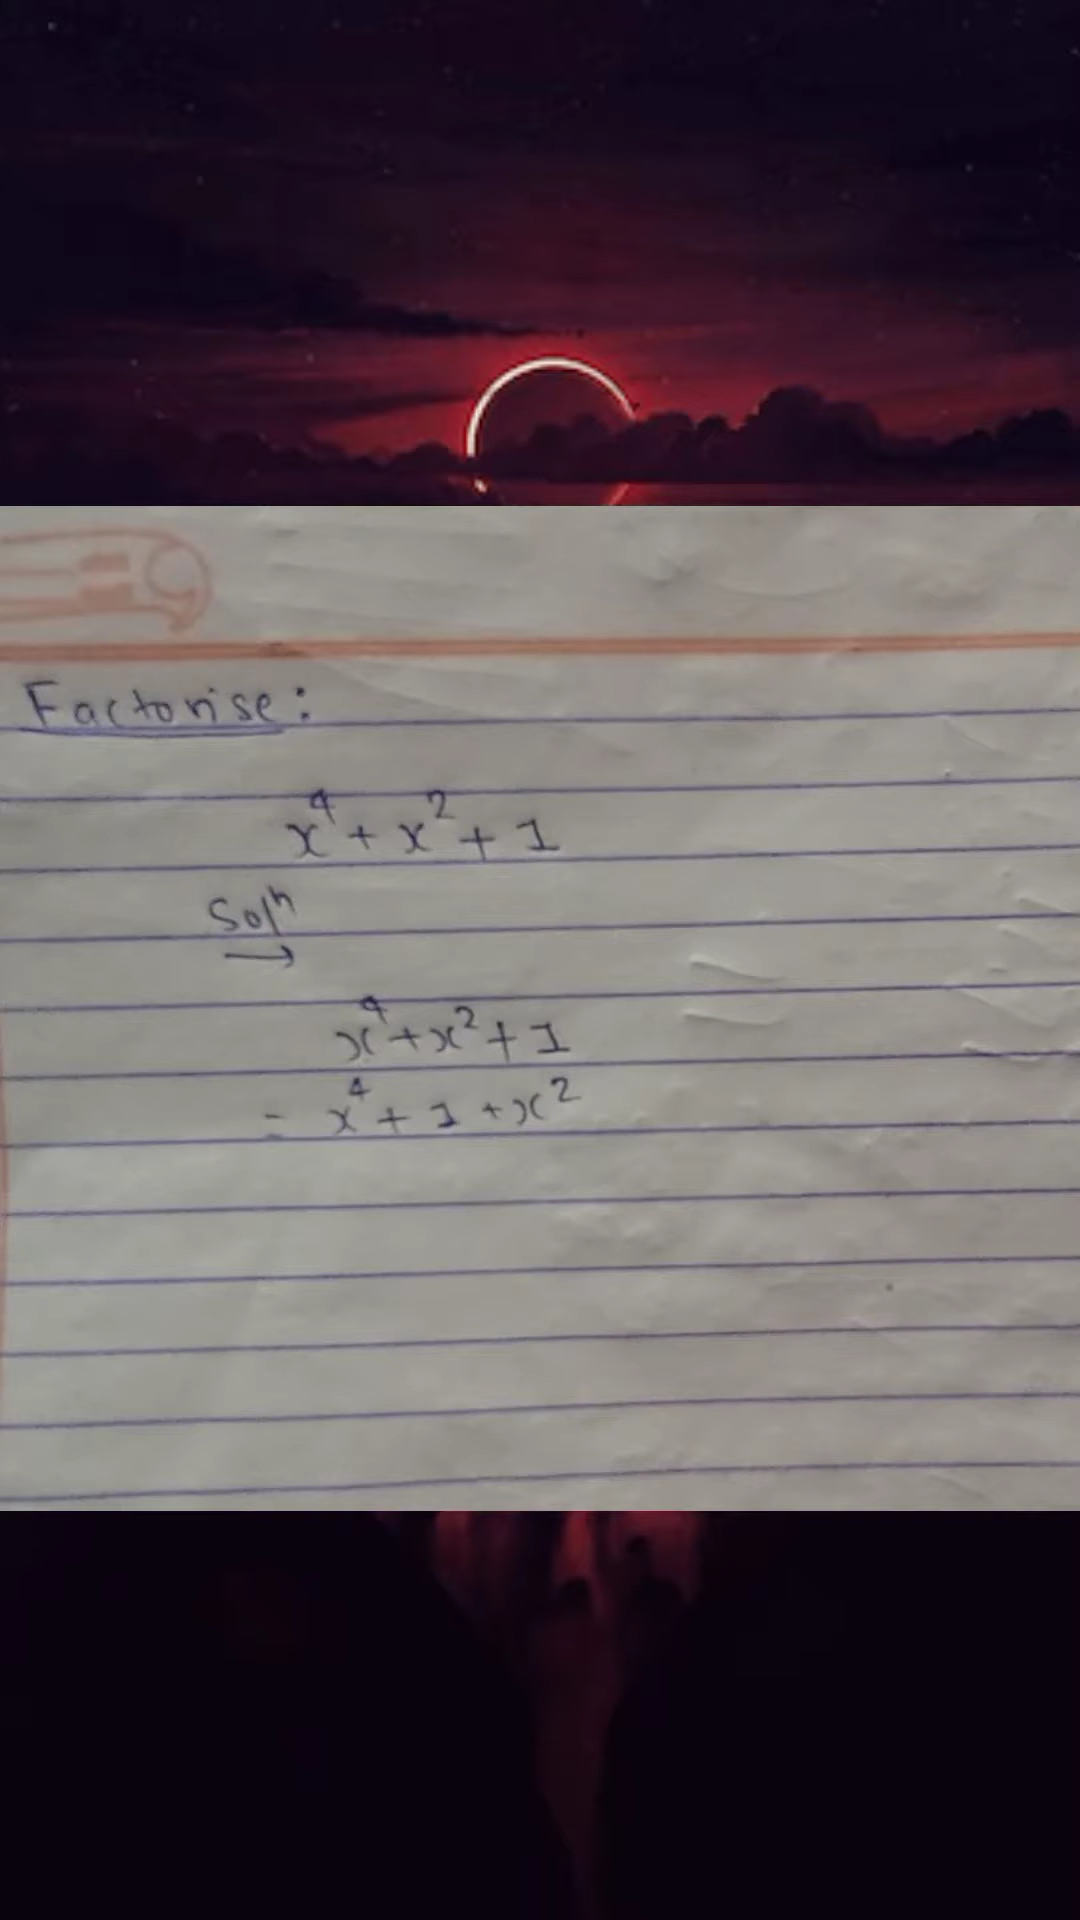 Factorise:
x⁴ + x² + 1
Solⁿ
x⁴ + x² + 1
= x⁴ + 1 + x²